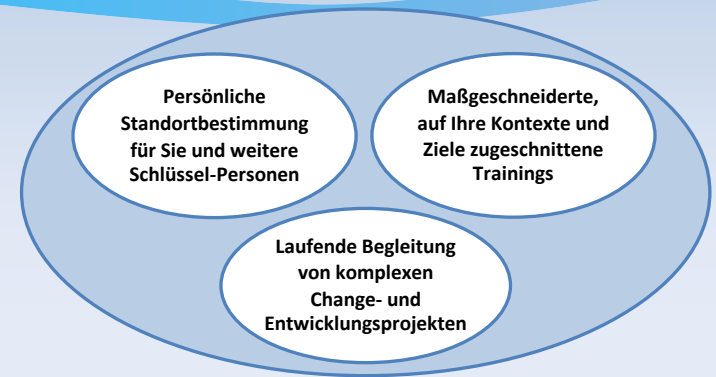 Persönliche
Standortbestimmung
für Sie und weitere
Schlüssel-Personen
Maßgeschneiderte,
auf Ihre Kontexte und
Ziele zugeschnittene
Trainings
Laufende Begleitung
von komplexen
Change- und
Entwicklungsprojekten